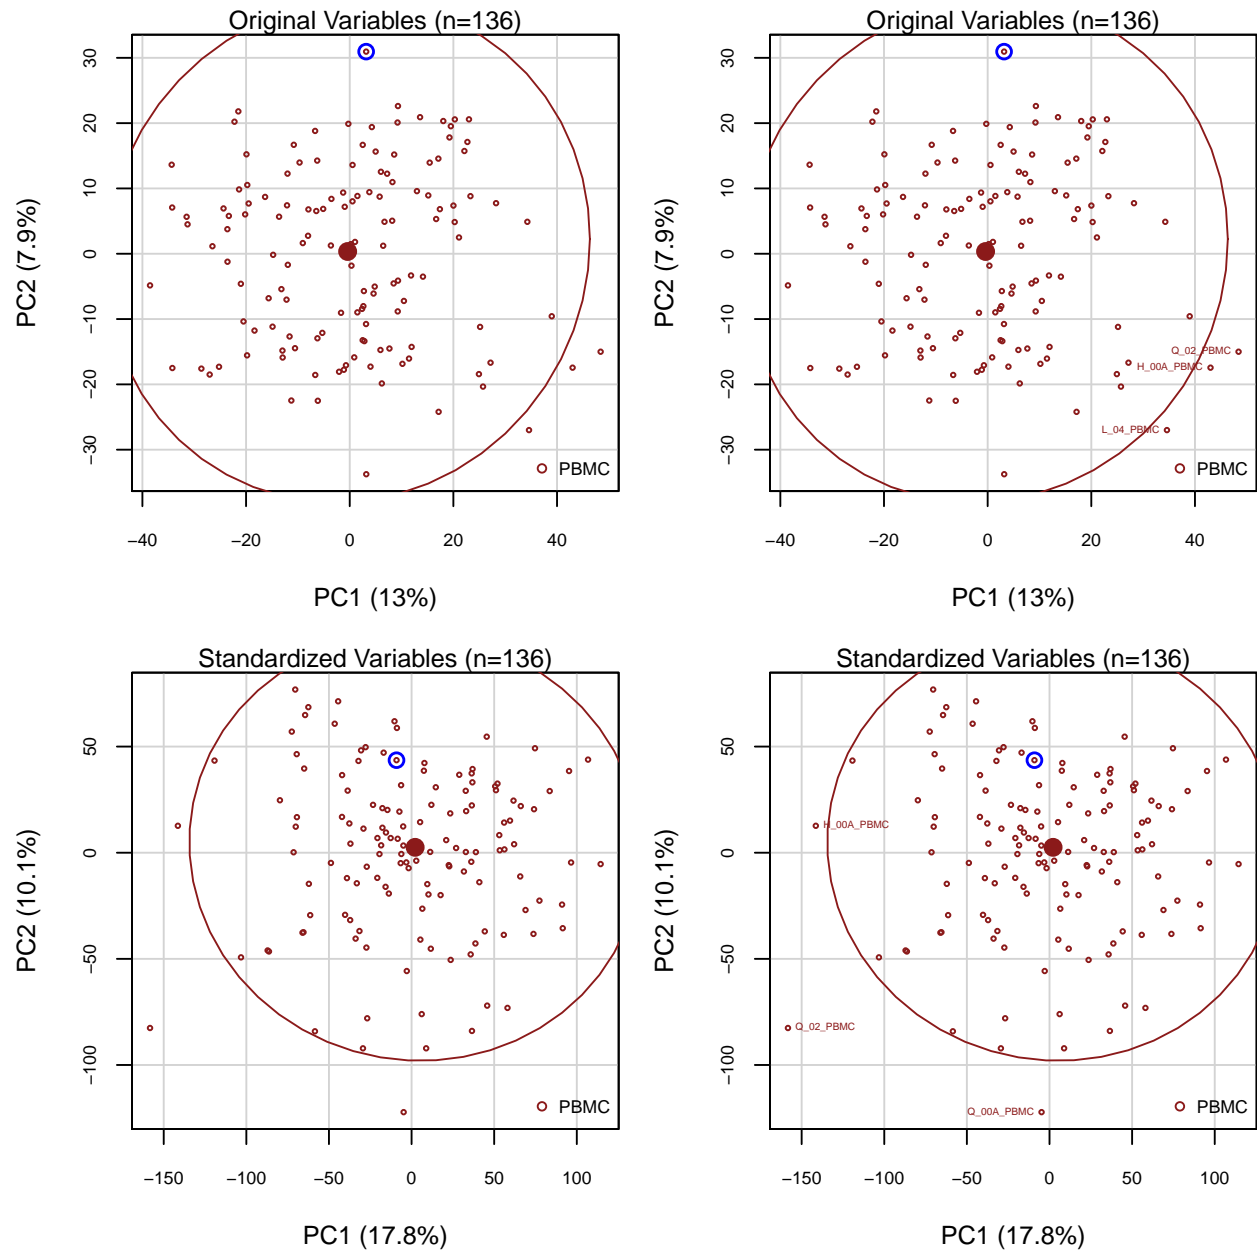 Original Variables (n=136)
30
20
10
0
−10
−20
−30
PC2 (7.9%)
PBMC
−40 −20 0 20 40
PC1 (13%)
Original Variables (n=136)
30
20
10
0
−10
−20
−30
PC2 (7.9%)
Q_02_PBMC
H_00A_PBMC
L_04_PBMC
PBMC
−40 −20 0 20 40
PC1 (13%)
Standardized Variables (n=136)
50
0
−50
−100
PC2 (10.1%)
PBMC
−150 −100 −50 0 50 100
PC1 (17.8%)
Standardized Variables (n=136)
50
0
−50
−100
PC2 (10.1%)
H_00A_PBMC
Q_02_PBMC
Q_00A_PBMC
PBMC
−150 −100 −50 0 50 100
PC1 (17.8%)